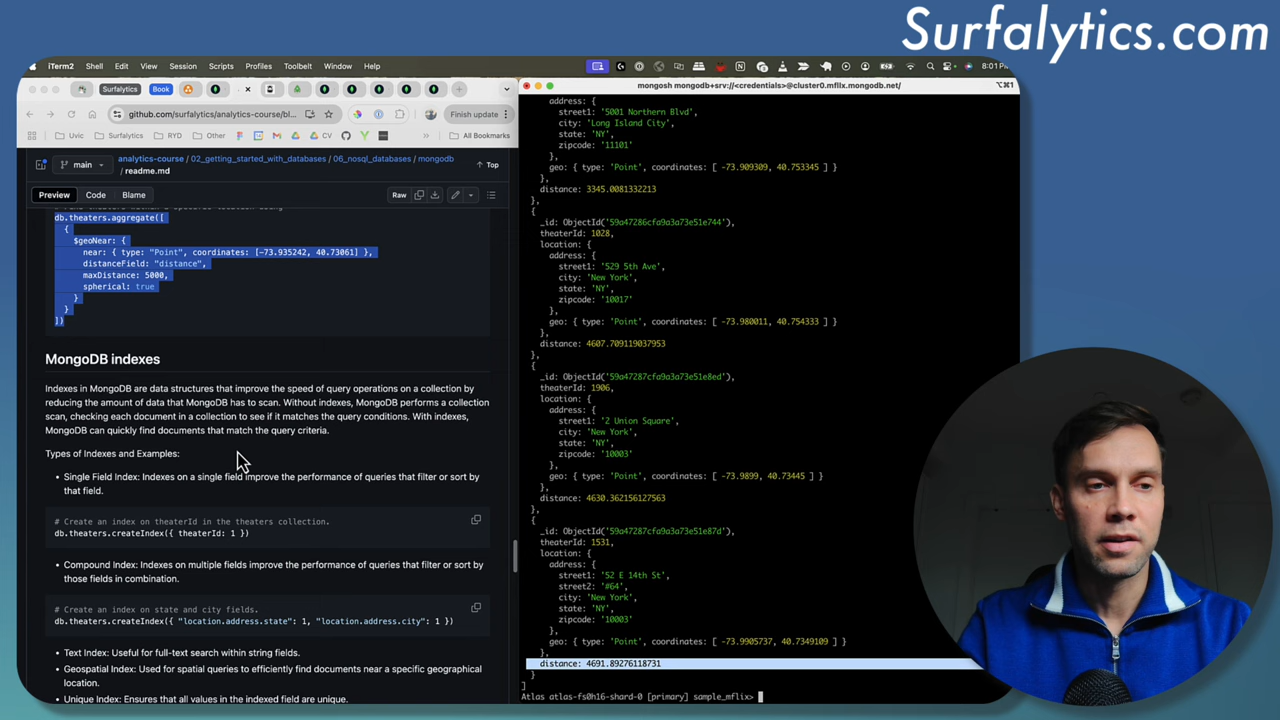 Surfalytics.com
iTerm2 Shell Edit View Session Scripts Profiles Toolbelt Window Help
8:01 PM
Surfalytics Book
github.com/surfalytics/analytics-course/bl...
Finish update
Uvic Surfalytics RYD Other DA CV All Bookmarks
main
analytics-course / 02_getting_started_with_databases / 06_nosql_databases / mongodb
/ readme.md
Top
Preview Code Blame Raw
db.theaters.aggregate([
{
$geoNear: {
near: { type: "Point", coordinates: [-73.935242, 40.73061] },
distanceField: "distance",
maxDistance: 5000,
spherical: true
}
}
])
MongoDB indexes
Indexes in MongoDB are data structures that improve the speed of query operations on a collection by
reducing the amount of data that MongoDB has to scan. Without indexes, MongoDB performs a collection
scan, checking each document in a collection to see if it matches the query conditions. With indexes,
MongoDB can quickly find documents that match the query criteria.
Types of Indexes and Examples:
• Single Field Index: Indexes on a single field improve the performance of queries that filter or sort by
that field.
# Create an index on theaterId in the theaters collection.
db.theaters.createIndex({ theaterId: 1 })
• Compound Index: Indexes on multiple fields improve the performance of queries that filter or sort by
those fields in combination.
# Create an index on state and city fields.
db.theaters.createIndex({ "location.address.state": 1, "location.address.city": 1 })
• Text Index: Useful for full-text search within string fields.
• Geospatial Index: Used for spatial queries to efficiently find documents near a specific geographical
location.
• Unique Index: Ensures that all values in the indexed field are unique.
mongosh mongodb+srv://<credentials>@cluster0.mfllx.mongodb.net/
⌥⌘1
address: {
street1: '5001 Northern Blvd',
city: 'Long Island City',
state: 'NY',
zipcode: '11101'
},
geo: { type: 'Point', coordinates: [ -73.909309, 40.753345 ] }
},
distance: 3345.0081332213
},
{
_id: ObjectId('59a47286cfa9a3a73e51e744'),
theaterId: 1028,
location: {
address: {
street1: '529 5th Ave',
city: 'New York',
state: 'NY',
zipcode: '10017'
},
geo: { type: 'Point', coordinates: [ -73.980011, 40.754333 ] }
},
distance: 4607.709119037953
},
{
_id: ObjectId('59a47287cfa9a3a73e51e8ed'),
theaterId: 1906,
location: {
address: {
street1: '2 Union Square',
city: 'New York',
state: 'NY',
zipcode: '10003'
},
geo: { type: 'Point', coordinates: [ -73.9899, 40.73445 ] }
},
distance: 4630.362156127563
},
{
_id: ObjectId('59a47287cfa9a3a73e51e87d'),
theaterId: 1531,
location: {
address: {
street1: '52 E 14th St',
street2: '#64',
city: 'New York',
state: 'NY',
zipcode: '10003'
},
geo: { type: 'Point', coordinates: [ -73.9905737, 40.7349109 ] }
},
distance: 4691.89276118731
}
]
Atlas atlas-fs0h16-shard-0 [primary] sample_mflix>